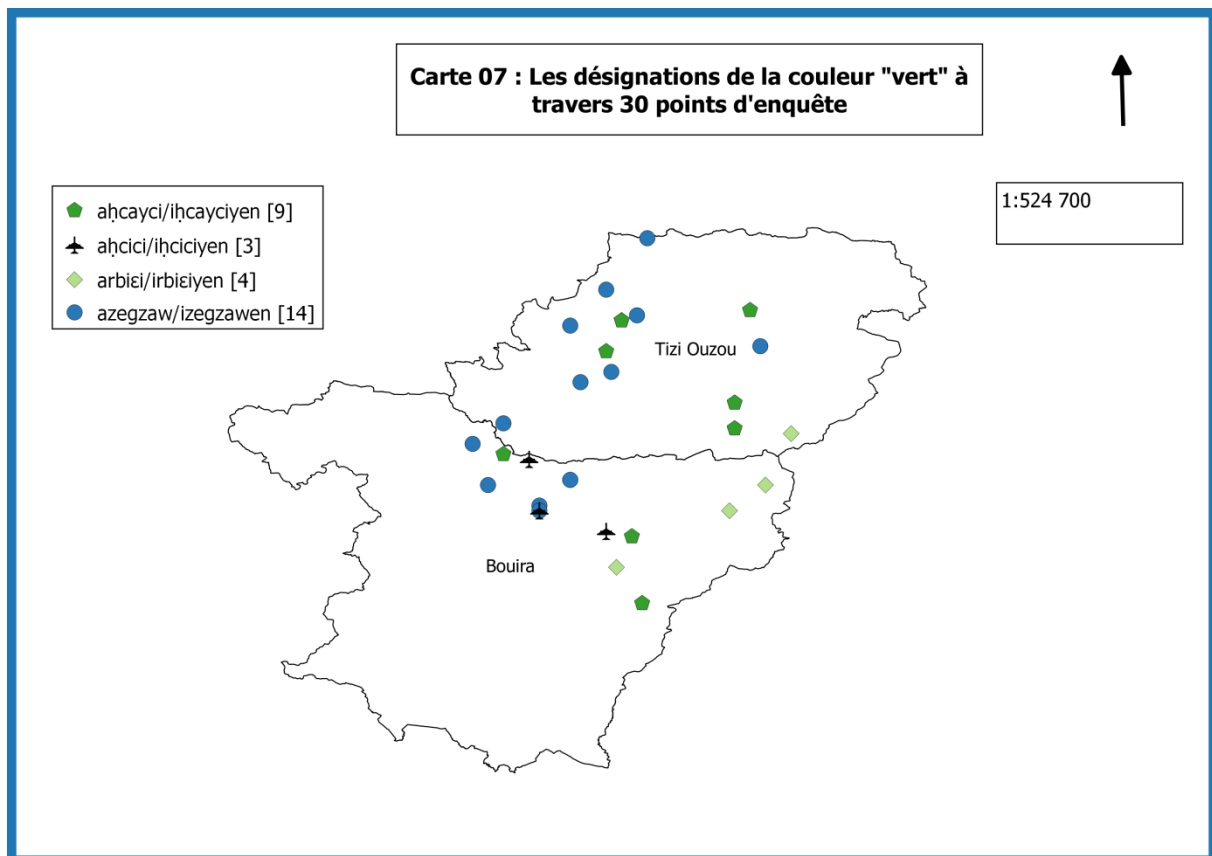 Carte 07 : Les désignations de la couleur "vert" à
travers 30 points d'enquête
1:524 700
aḥcayci/iḥcayciyen [9]
aḥcici/iḥciciyen [3]
arbiɛi/irbiɛiyen [4]
azegzaw/izegzawen [14]
Tizi Ouzou
Bouira